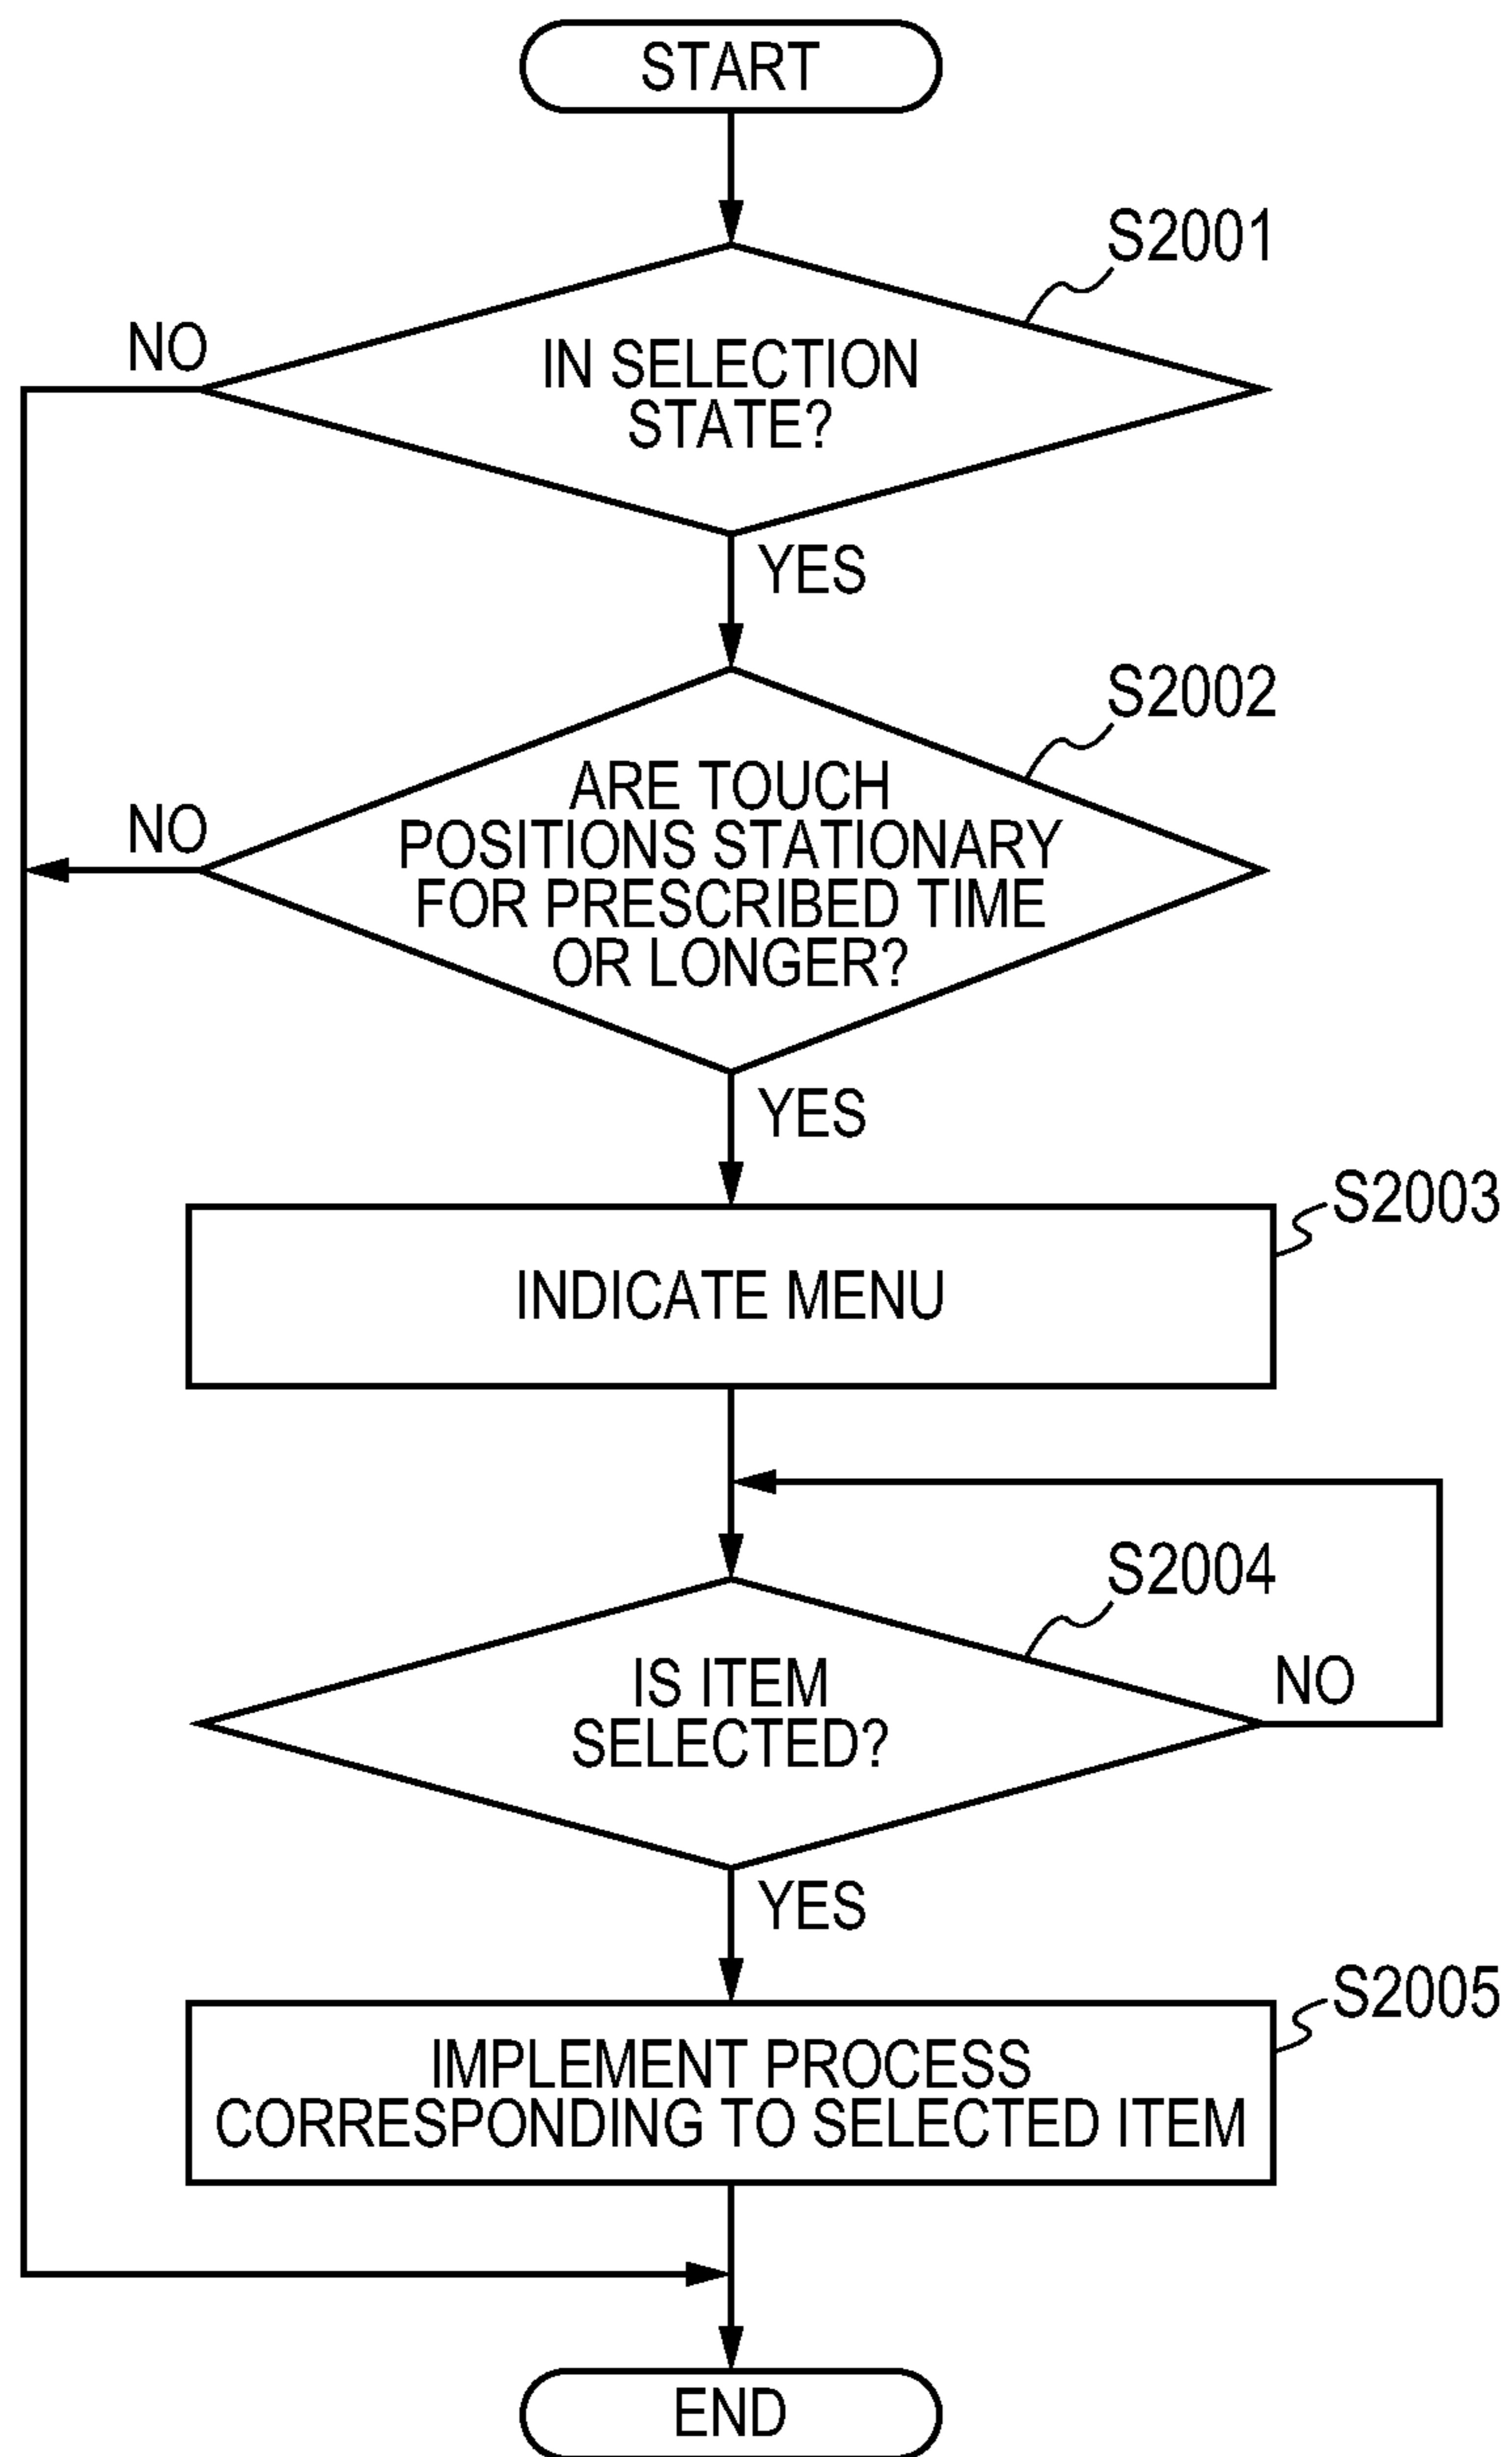 START
S2001
NO
IN SELECTION
STATE?
YES
S2002
ARE TOUCH
NO
POSITIONS STATIONARY
FOR PRESCRIBED TIME
OR LONGER?
YES
S2003
INDICATE MENU
S2004
IS ITEM
NO
SELECTED?
YES
S2005
IMPLEMENT PROCESS
CORRESPONDING TO SELECTED ITEM
END